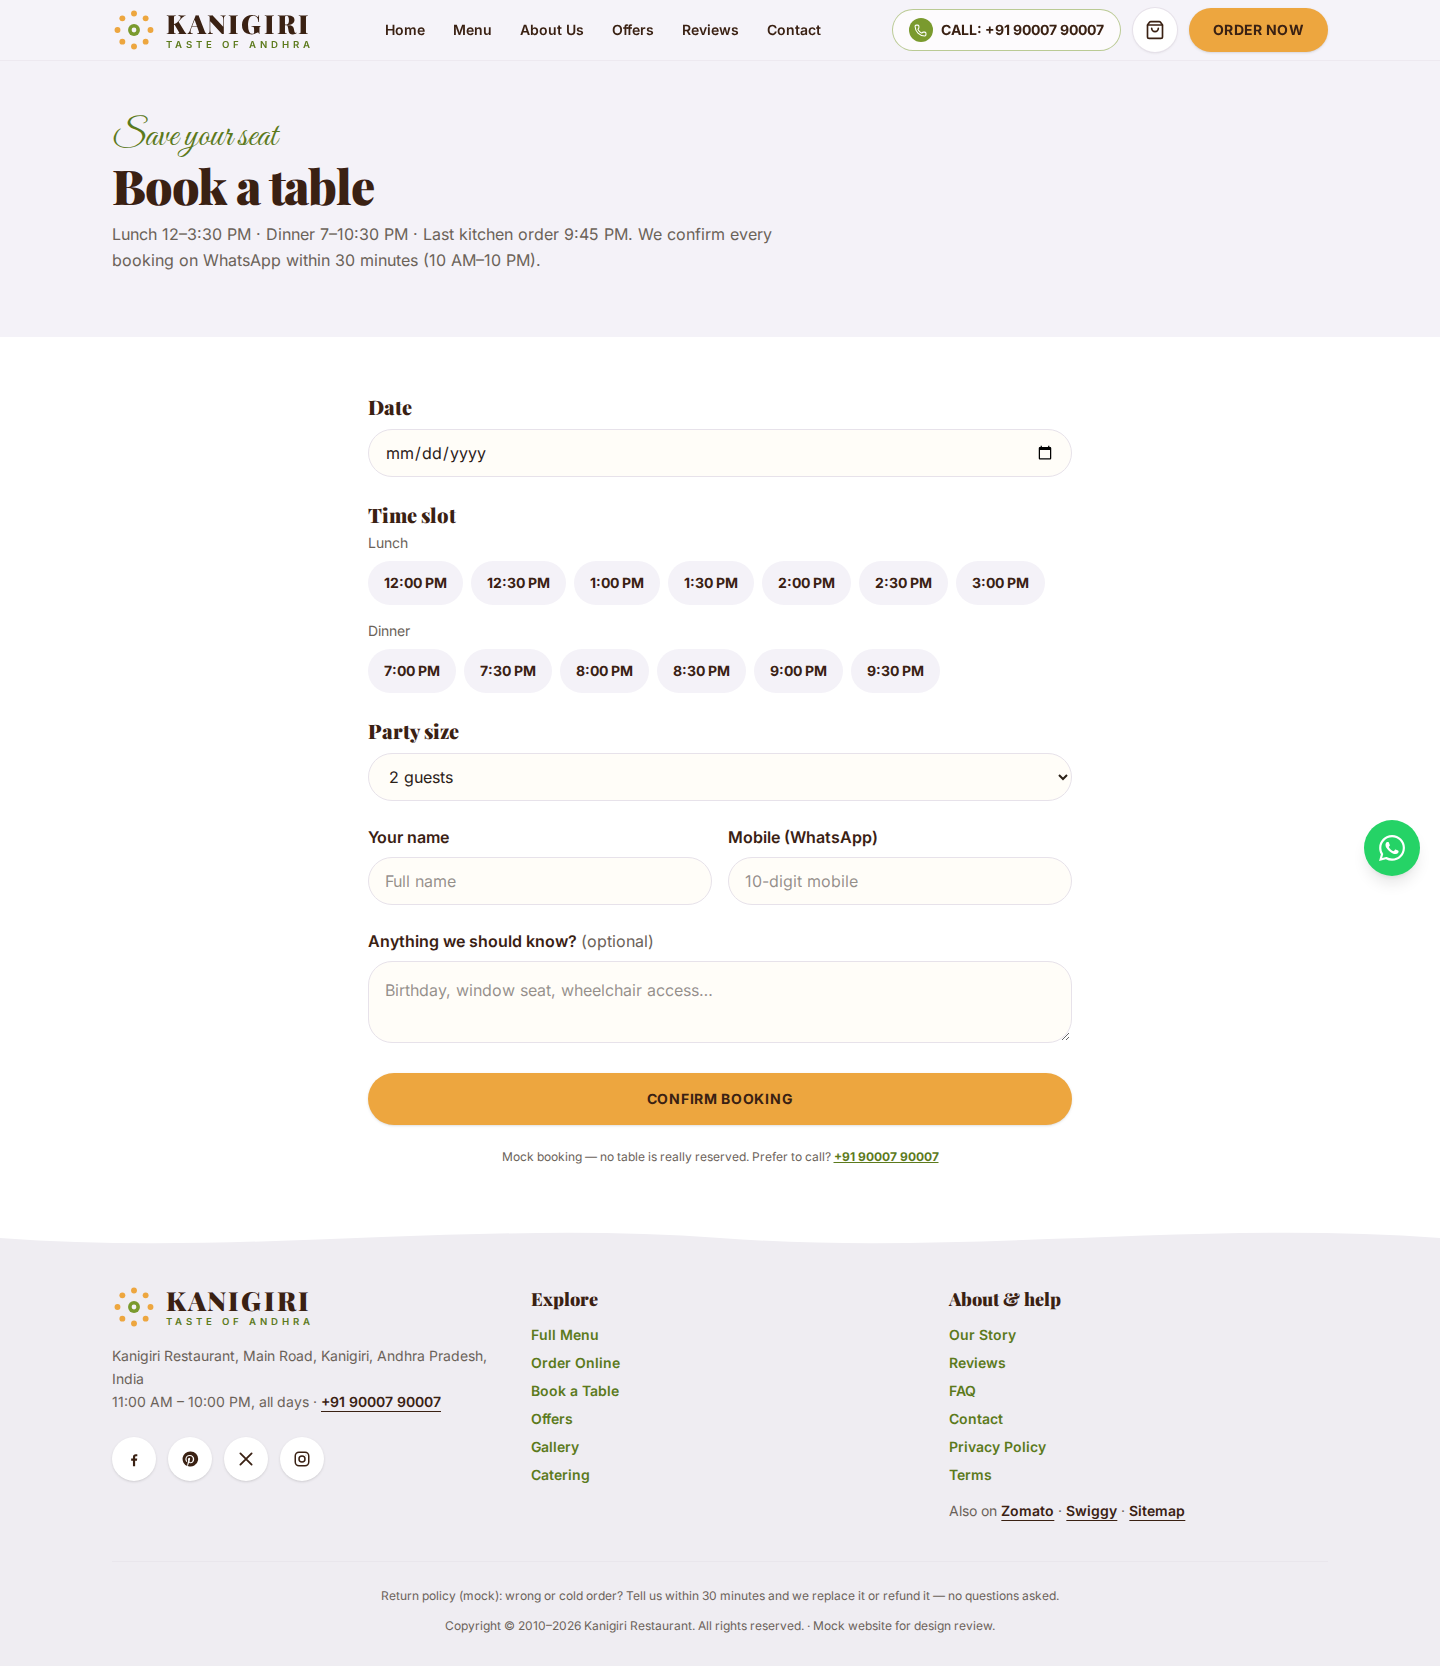 KANIGIRI
TASTE OF ANDHRA
Home Menu About Us Offers Reviews Contact
CALL: +91 90007 90007
ORDER NOW
Save your seat
Book a table
Lunch 12–3:30 PM · Dinner 7–10:30 PM · Last kitchen order 9:45 PM. We confirm every
booking on WhatsApp within 30 minutes (10 AM–10 PM).
Date
mm/dd/yyyy
Time slot
Lunch
12:00 PM 12:30 PM 1:00 PM 1:30 PM 2:00 PM 2:30 PM 3:00 PM
Dinner
7:00 PM 7:30 PM 8:00 PM 8:30 PM 9:00 PM 9:30 PM
Party size
2 guests
Your name
Full name
Mobile (WhatsApp)
10-digit mobile
Anything we should know? (optional)
Birthday, window seat, wheelchair access...
CONFIRM BOOKING
Mock booking — no table is really reserved. Prefer to call? +91 90007 90007
KANIGIRI
TASTE OF ANDHRA
Kanigiri Restaurant, Main Road, Kanigiri, Andhra Pradesh,
India
11:00 AM – 10:00 PM, all days · +91 90007 90007
Explore
Full Menu
Order Online
Book a Table
Offers
Gallery
Catering
About & help
Our Story
Reviews
FAQ
Contact
Privacy Policy
Terms
Also on Zomato · Swiggy · Sitemap
Return policy (mock): wrong or cold order? Tell us within 30 minutes and we replace it or refund it — no questions asked.
Copyright © 2010–2026 Kanigiri Restaurant. All rights reserved. · Mock website for design review.